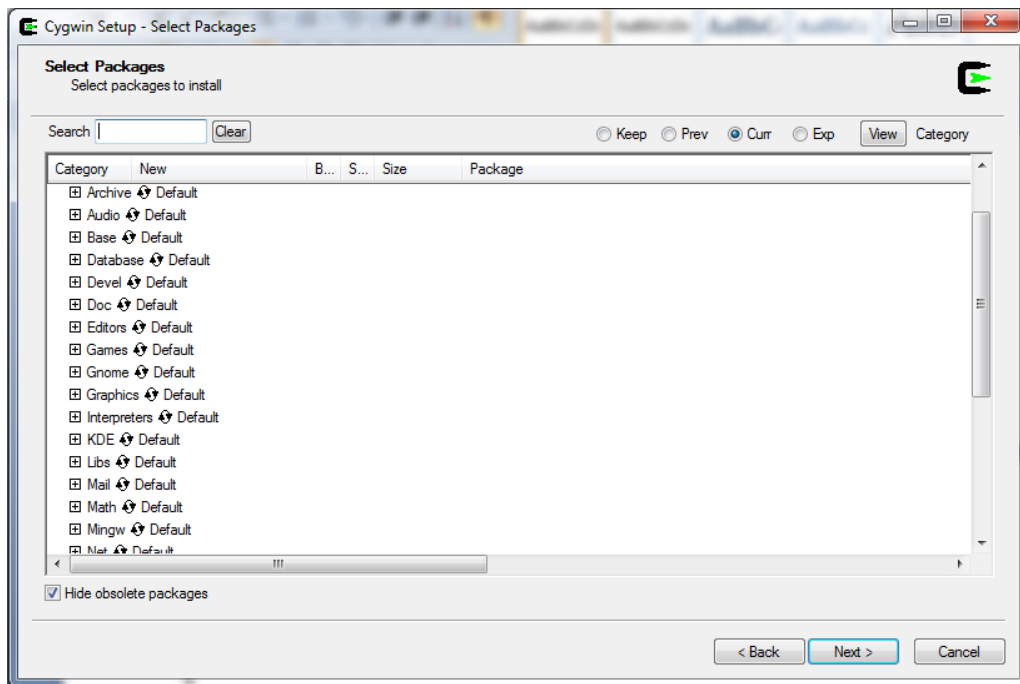 Cygwin Setup - Select Packages
Select Packages
Select packages to install
Search Clear Keep Prev Curr Exp View Category
Category New B... S... Size Package
Archive Default
Audio Default
Base Default
Database Default
Devel Default
Doc Default
Editors Default
Games Default
Gnome Default
Graphics Default
Interpreters Default
KDE Default
Libs Default
Mail Default
Math Default
Mingw Default
Net Default
Hide obsolete packages
< Back Next > Cancel